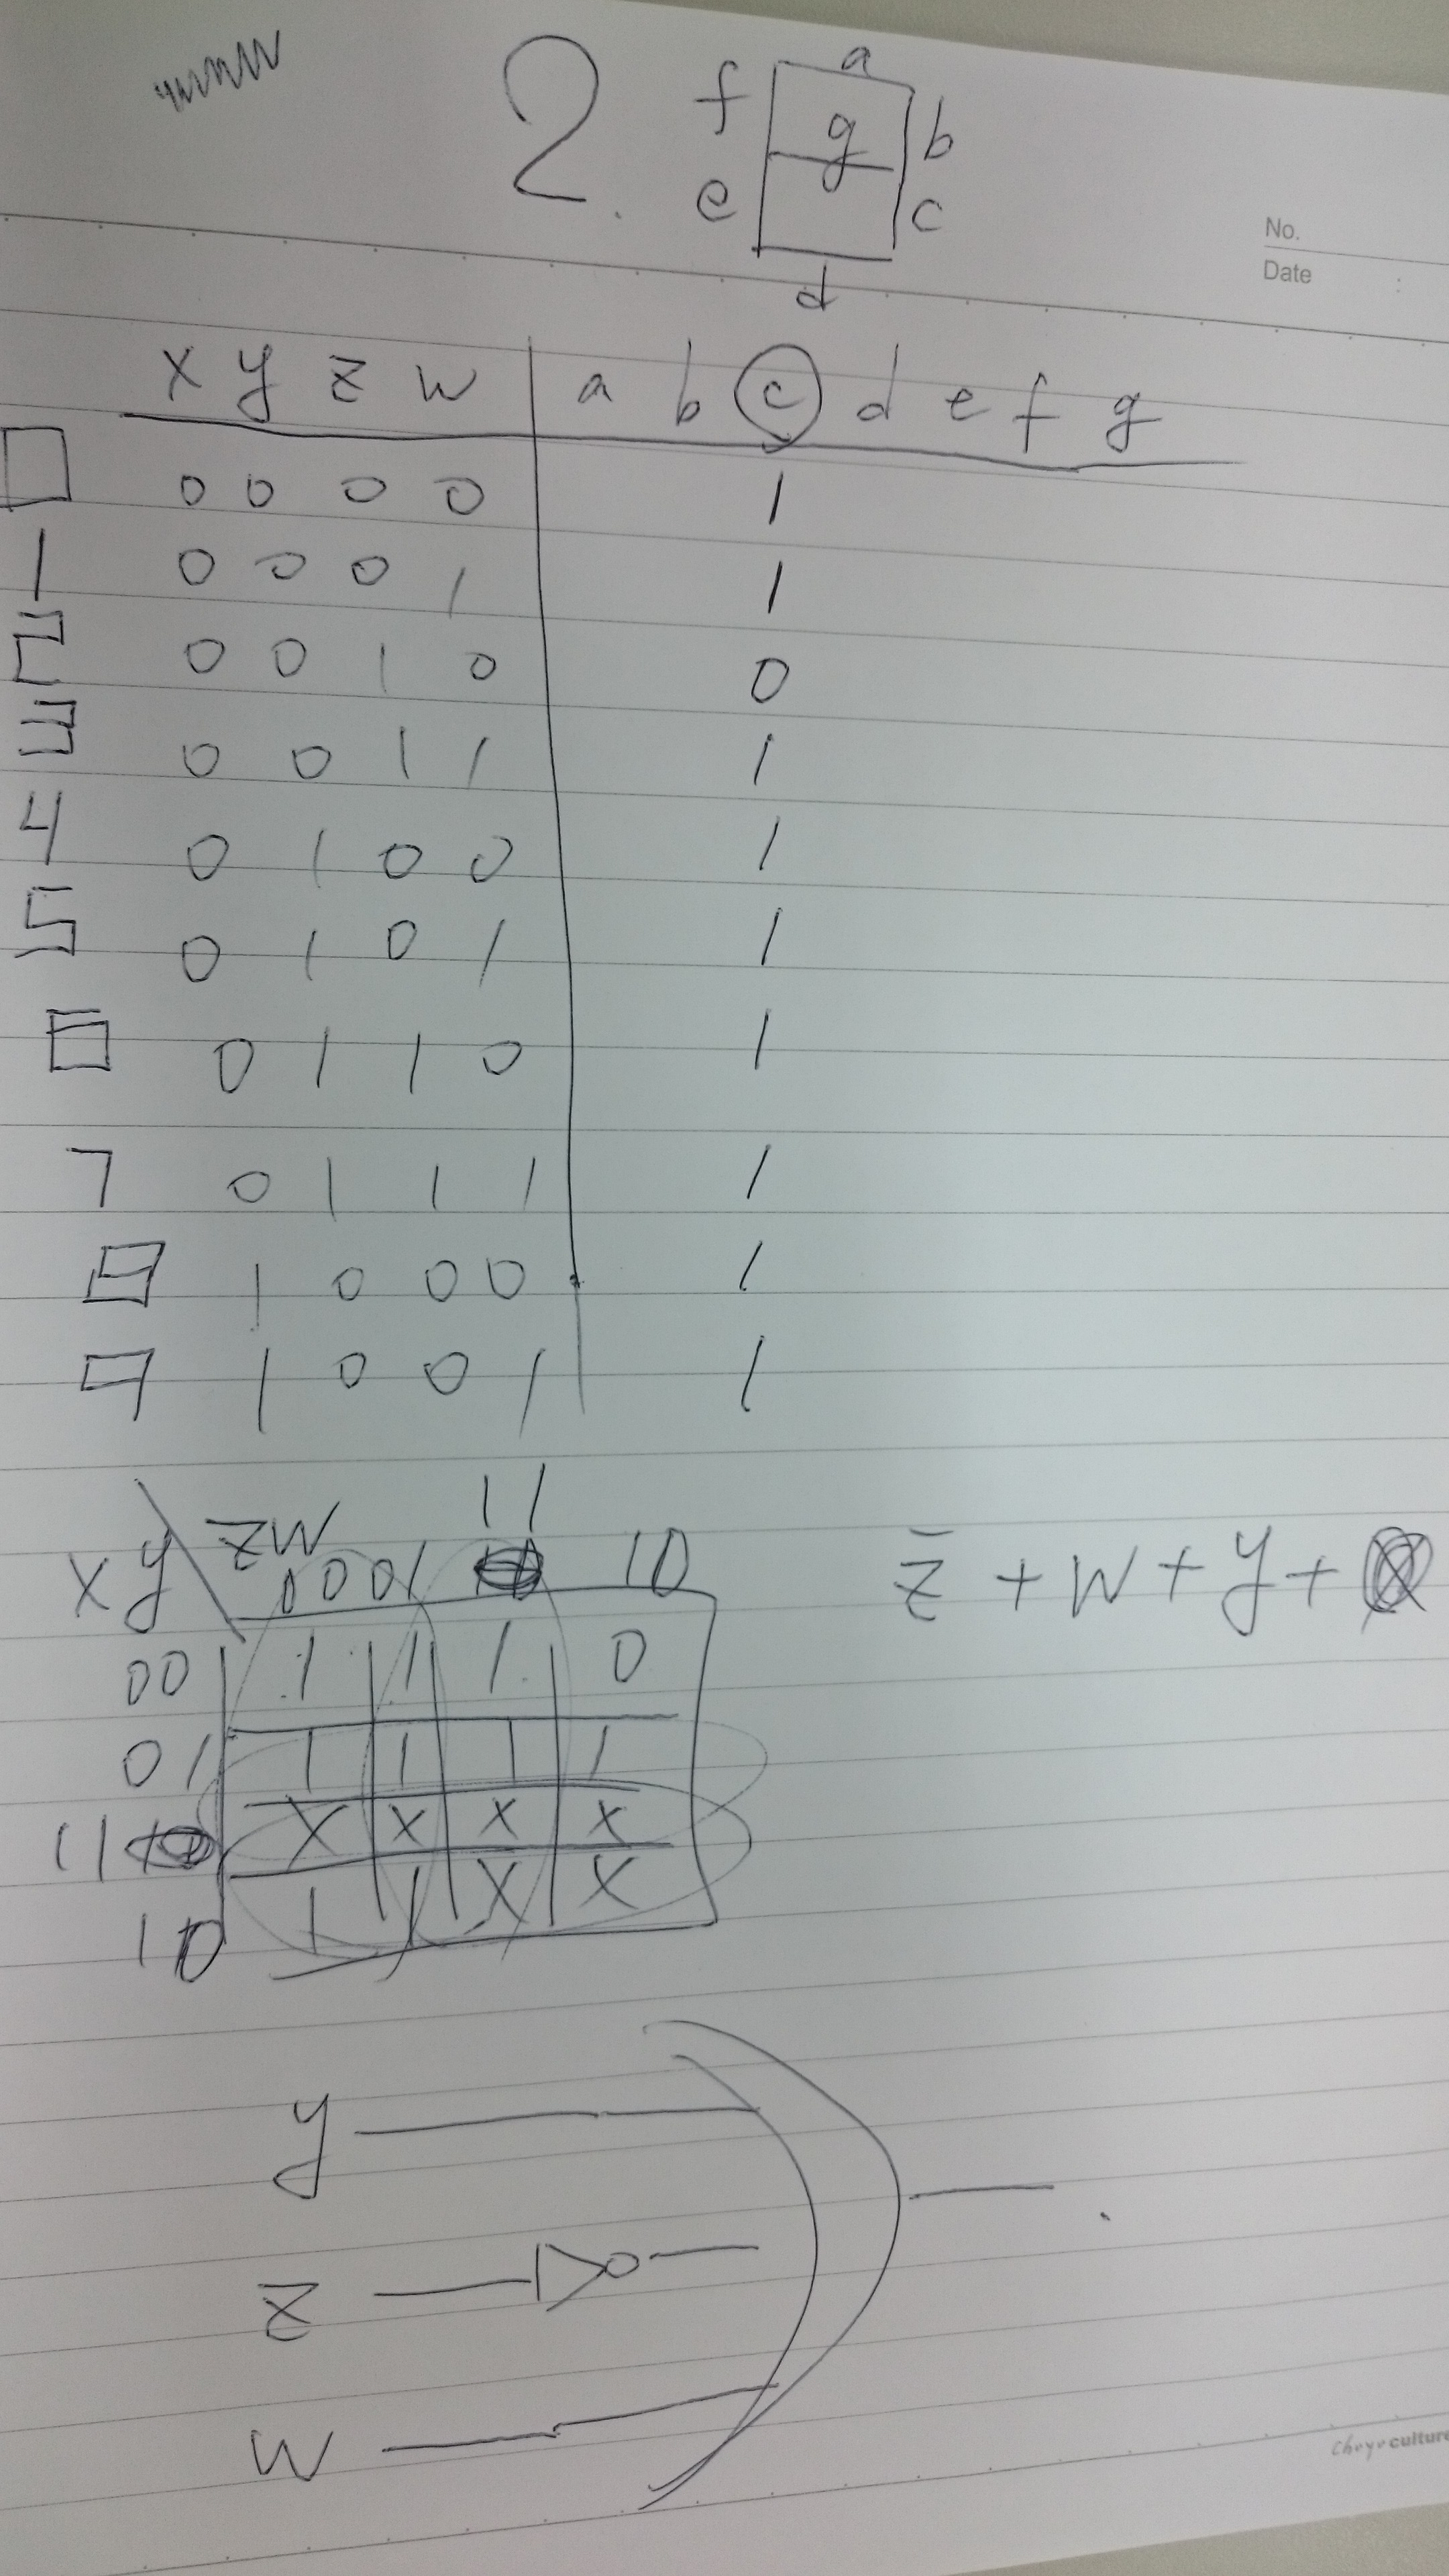 2.
a
f g b
e c
d
No.
Date :
x y z w a b c d e f g
0 0 0 0 0 1
1 0 0 0 1 1
2 0 0 1 0 0
3 0 0 1 1 1
4 0 1 0 0 1
5 0 1 0 1 1
6 0 1 1 0 1
7 0 1 1 1 1
8 1 0 0 0 1
9 1 0 0 1 1
11
xy zw
00 01 10
z̄ + w + y +
00 1 1 1 0
01 1 1 1 1
11 x x x x
10 1 1 x x
y
z
w
culture